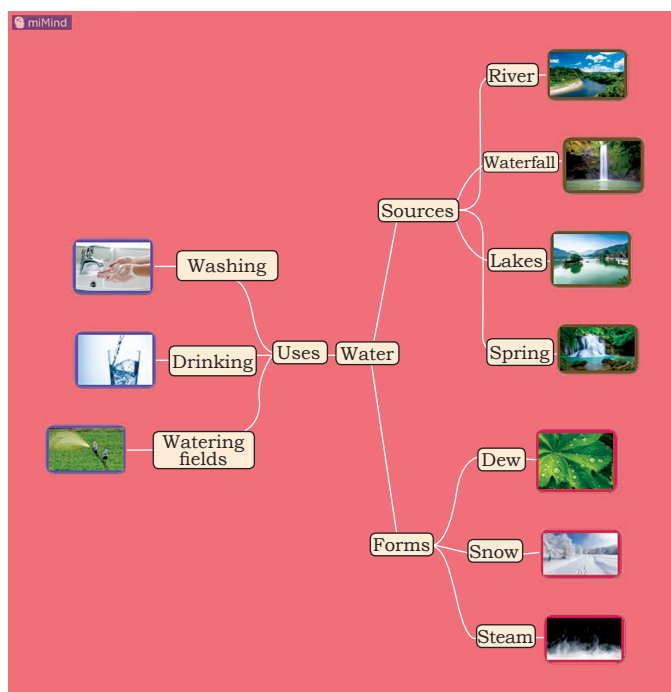 miMind
River
Waterfall
Sources
Lakes
Washing
Spring
Uses
Water
Drinking
Watering
fields
Dew
Forms
Snow
Steam